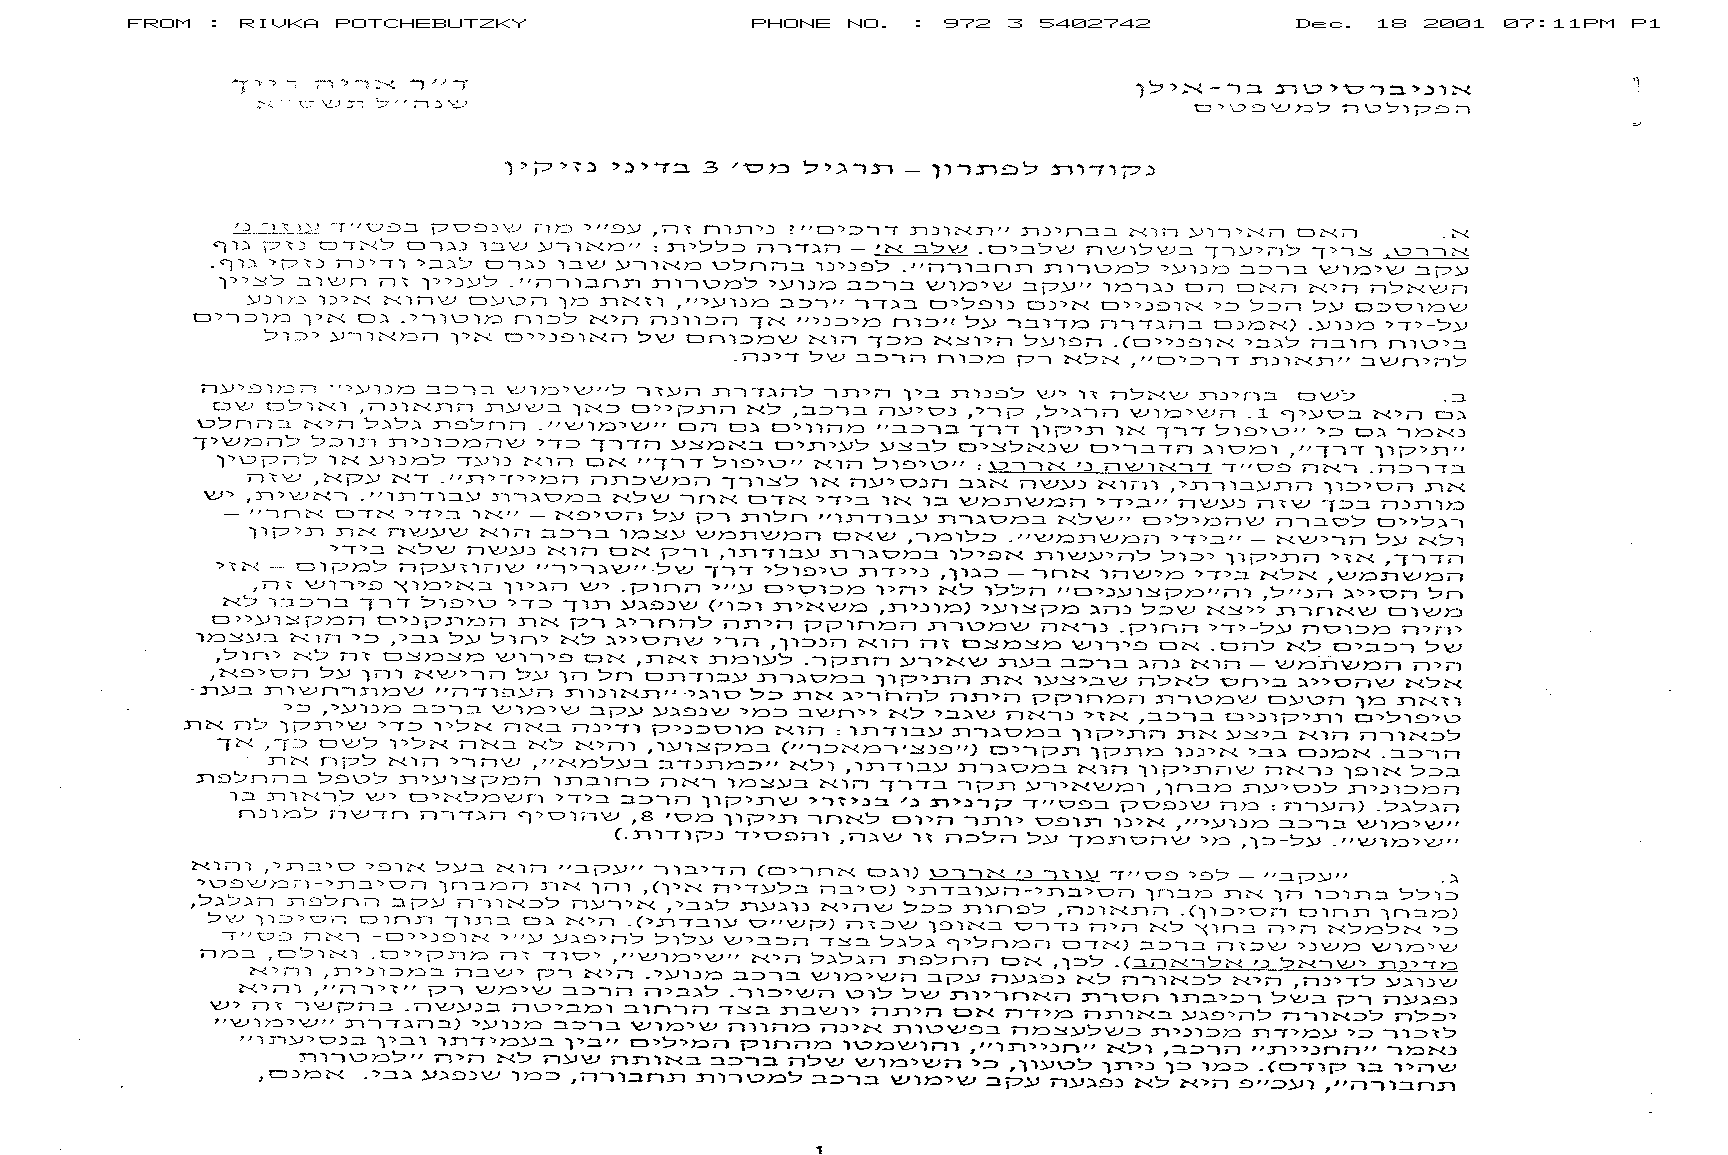 FROM : RIVKA POTCHEBUTZKY PHONE NO. : 972 3 5402742 Dec. 18 2001 07:11PM P1
אוניברסיטת בר-אילן ד״ר אריה רייך
הפקולטה למשפטים שנה״ל תשס״א
נקודות לפתרון – תרגיל מס׳ 3 בדיני נזיקין
א. האם האירוע הוא בבחינת ״תאונת דרכים״? ניתוח זה, עפ״י מה שנפסק בפס״ד עוזר נ׳
אררט, צריך להיערך בשלושה שלבים. שלב א׳ – הגדרה כללית: ״מאורע שבו נגרם לאדם נזק גוף
עקב שימוש ברכב מנועי למטרות תחבורה״. לפנינו בהחלט מאורע שבו נגרם לגבי ודינה נזקי גוף.
השאלה היא האם הם נגרמו ״עקב שימוש ברכב מנועי למטרות תחבורה״. לעניין זה חשוב לציין
שמוסכם על הכל כי אופניים אינם נופלים בגדר ״רכב מנועי״, וזאת מן הטעם שהוא אינו מונע
על-ידי מנוע. (אמנם בהגדרה מדובר על ״כוח מיכני״ אך הכוונה היא לכוח מוטורי. גם אין מוכרים
ביטוח חובה לגבי אופניים). הפועל היוצא מכך הוא שמכוחם של האופניים אין המאורע יכול
להיחשב ״תאונת דרכים״, אלא רק מכוח הרכב של דינה.
ב. לשם בחינת שאלה זו יש לפנות בין היתר להגדרת העזר ל״שימוש ברכב מנועי״ המופיעה
גם היא בסעיף 1. השימוש הרגיל, קרי, נסיעה ברכב, לא התקיים כאן בשעת התאונה, ואולם שם
נאמר גם כי ״טיפול דרך או תיקון דרך ברכב״ מהווים גם הם ״שימוש״. החלפת גלגל היא בהחלט
״תיקון דרך״, ומסוג הדברים שנאלצים לבצע לעיתים באמצע הדרך כדי שהמכונית תוכל להמשיך
בדרכה. ראה פס״ד דראושה נ׳ אררט: ״טיפול הוא ״טיפול דרך״ אם הוא נועד למנוע או להקטין
את הסיכון התעבורתי, והוא נעשה אגב הנסיעה או לצורך המשכתה המיידית״. דא עקא, שזה
מותנה בכך שזה נעשה ״בידי המשתמש בו או בידי אדם אחר שלא במסגרת עבודתו״. ראשית, יש
רגליים לסברה שהמילים ״שלא במסגרת עבודתו״ חלות רק על הסיפא – ״או בידי אדם אחר״ –
ולא על הרישא – ״בידי המשתמש״. כלומר, שאם המשתמש עצמו ברכב הוא שעשה את תיקון
הדרך, אזי התיקון יכול להיעשות אפילו במסגרת עבודתו, ורק אם הוא נעשה שלא בידי
המשתמש, אלא בידי מישהו אחר – כגון, ניידת טיפולי דרך של ״שגריר״ שהוזעקה למקום – אזי
חל הסייג הנ״ל, וה״מקצוענים״ הללו לא יהיו מכוסים ע״י החוק. יש הגיון באימוץ פירוש זה,
משום שאחרת ייצא שכל נהג מקצועי (מונית, משאית וכו׳) שנפגע תוך כדי טיפול דרך ברכבו לא
יהיה מכוסה על-ידי החוק. נראה שמטרת המחוקק היתה להחריג רק את המתקנים המקצועיים
של רכבים לא להם. אם פירוש מצמצם זה הוא הנכון, הרי שהסייג לא יחול על גבי, כי הוא בעצמו
היה המשתמש – הוא נהג ברכב בעת שאירע התקר. לעומת זאת, אם פירוש מצמצם זה לא יחול,
אלא שהסייג ביחס לאלה שביצעו את התיקון במסגרת עבודתם חל הן על הרישא והן על הסיפא,
וזאת מן הטעם שמטרת המחוקק היתה להחריג את כל סוגי ״תאונות העבודה״ שמתרחשות בעת
טיפולים ותיקונים ברכב, אזי נראה שגבי לא ייחשב כמי שנפגע עקב שימוש ברכב מנועי, כי
לכאורה הוא ביצע את התיקון במסגרת עבודתו: הוא מוסכניק ודינה באה אליו כדי שיתקן לה את
הרכב. אמנם גבי איננו מתקן תקרים (״פנצ׳רמאכר״) במקצועו, והיא לא באה אליו לשם כך, אך
בכל אופן נראה שהתיקון הוא במסגרת עבודתו, ולא ״כמתנדב בעלמא״, שהרי הוא לקח את
המכונית לנסיעת מבחן, ומשאירע תקר בדרך הוא בעצמו ראה כחובתו המקצועית לטפל בהחלפת
הגלגל. (הערה: מה שנפסק בפס״ד קרנית נ׳ בניזרי שתיקון הרכב בידי חשמלאים יש לראות בו
״שימוש ברכב מנועי״, אינו תופס יותר היום לאחר תיקון מס׳ 8, שהוסיף הגדרה חדשה למונח
״שימוש״. על-כן, מי שהסתמך על הלכה זו שגה, והפסיד נקודות.)
ג. ״עקב״ – לפי פס״ד עוזר נ׳ אררט (וגם אחרים) הדיבור ״עקב״ הוא בעל אופי סיבתי, והוא
כולל בתוכו הן את מבחן הסיבתי-העובדתי (סיבה בלעדיה אין), והן את המבחן הסיבתי-המשפטי
(מבחן תחום הסיכון). התאונה, לפחות ככל שהיא נוגעת לגבי, אירעה לכאורה עקב החלפת הגלגל,
כי אלמלא היה בחוץ לא היה נדרס באופן שכזה (קש״ס עובדתי). היא גם בתוך תחום הסיכון של
שימוש משני שכזה ברכב (אדם המחליף גלגל בצד הכביש עלול להיפגע ע״י אופניים- ראה פס״ד
מדינת ישראל נ׳ אלראהב). לכן, אם החלפת הגלגל היא ״שימוש״, יסוד זה מתקיים. ואולם, במה
שנוגע לדינה, היא לכאורה לא נפגעה עקב השימוש ברכב מנועי. היא רק ישבה במכונית, והיא
נפגעה רק בשל רכיבתו חסרת האחריות של לוט השיכור. לגביה הרכב שימש רק ״זירה״, והיא
יכלה לכאורה להיפגע באותה מידה אם היתה יושבת בצד הרחוב ומביטה בנעשה. בהקשר זה יש
לזכור כי עמידת מכונית כשלעצמה בפשטות אינה מהווה שימוש ברכב מנועי (בהגדרת ״שימוש״
נאמר ״החניית״ הרכב, ולא ״חנייתו״, והושמטו מהחוק המילים ״בין בעמידתו ובין בנסיעתו״
שהיו בו קודם). כמו כן ניתן לטעון, כי השימוש שלה ברכב באותה שעה לא היה ״למטרות
תחבורה״, ועכ״פ היא לא נפגעה עקב שימוש ברכב למטרות תחבורה, כמו שנפגע גבי. אמנם,
1